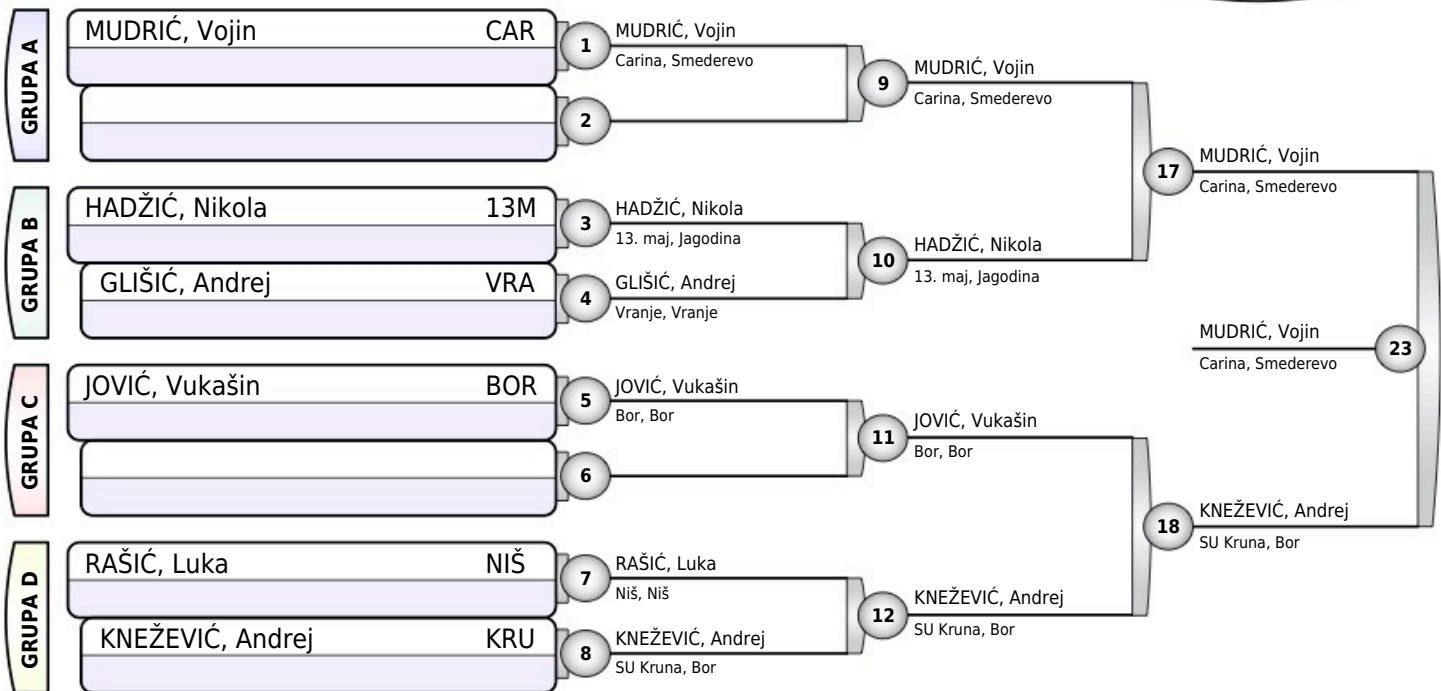 GRUPA A
MUDRIĆ, Vojin CAR
1
MUDRIĆ, Vojin
Carina, Smederevo
2
9
MUDRIĆ, Vojin
Carina, Smederevo
GRUPA B
HADŽIĆ, Nikola 13M
3
HADŽIĆ, Nikola
13. maj, Jagodina
GLIŠIĆ, Andrej VRA
4
GLIŠIĆ, Andrej
Vranje, Vranje
10
HADŽIĆ, Nikola
13. maj, Jagodina
17
MUDRIĆ, Vojin
Carina, Smederevo
GRUPA C
JOVIĆ, Vukašin BOR
5
JOVIĆ, Vukašin
Bor, Bor
6
11
JOVIĆ, Vukašin
Bor, Bor
GRUPA D
RAŠIĆ, Luka NIŠ
7
RAŠIĆ, Luka
Niš, Niš
KNEŽEVIĆ, Andrej KRU
8
KNEŽEVIĆ, Andrej
SU Kruna, Bor
12
KNEŽEVIĆ, Andrej
SU Kruna, Bor
18
KNEŽEVIĆ, Andrej
SU Kruna, Bor
MUDRIĆ, Vojin
Carina, Smederevo
23